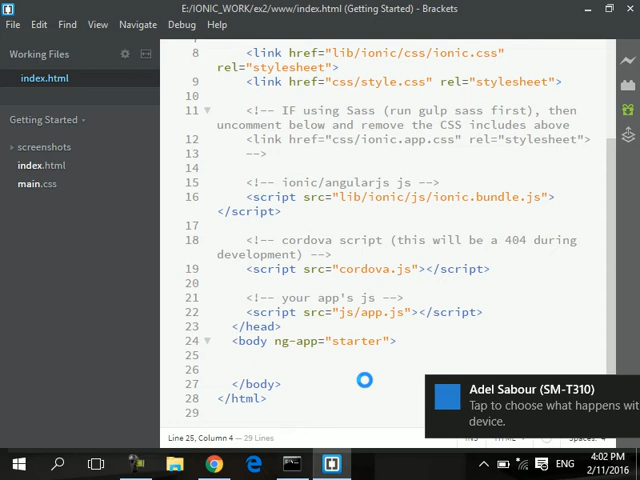 E:/IONIC_WORK/ex2/www/index.html (Getting Started) - Brackets
File Edit Find View Navigate Debug Help
Working Files
index.html
Getting Started
screenshots
index.html
main.css
8 <link href="lib/ionic/css/ionic.css"
rel="stylesheet">
9 <link href="css/style.css" rel="stylesheet">
10
11 <!-- IF using Sass (run gulp sass first), then
uncomment below and remove the CSS includes above
12 <link href="css/ionic.app.css" rel="stylesheet">
13 -->
14
15 <!-- ionic/angularjs js -->
16 <script src="lib/ionic/js/ionic.bundle.js">
</script>
17
18 <!-- cordova script (this will be a 404 during
development) -->
19 <script src="cordova.js"></script>
20
21 <!-- your app's js -->
22 <script src="js/app.js"></script>
23 </head>
24 <body ng-app="starter">
25
26
27 </body>
28 </html>
29
Adel Sabour (SM-T310)
Tap to choose what happens wit
device.
Line 25, Column 4 — 29 Lines
ENG
4:02 PM
2/11/2016